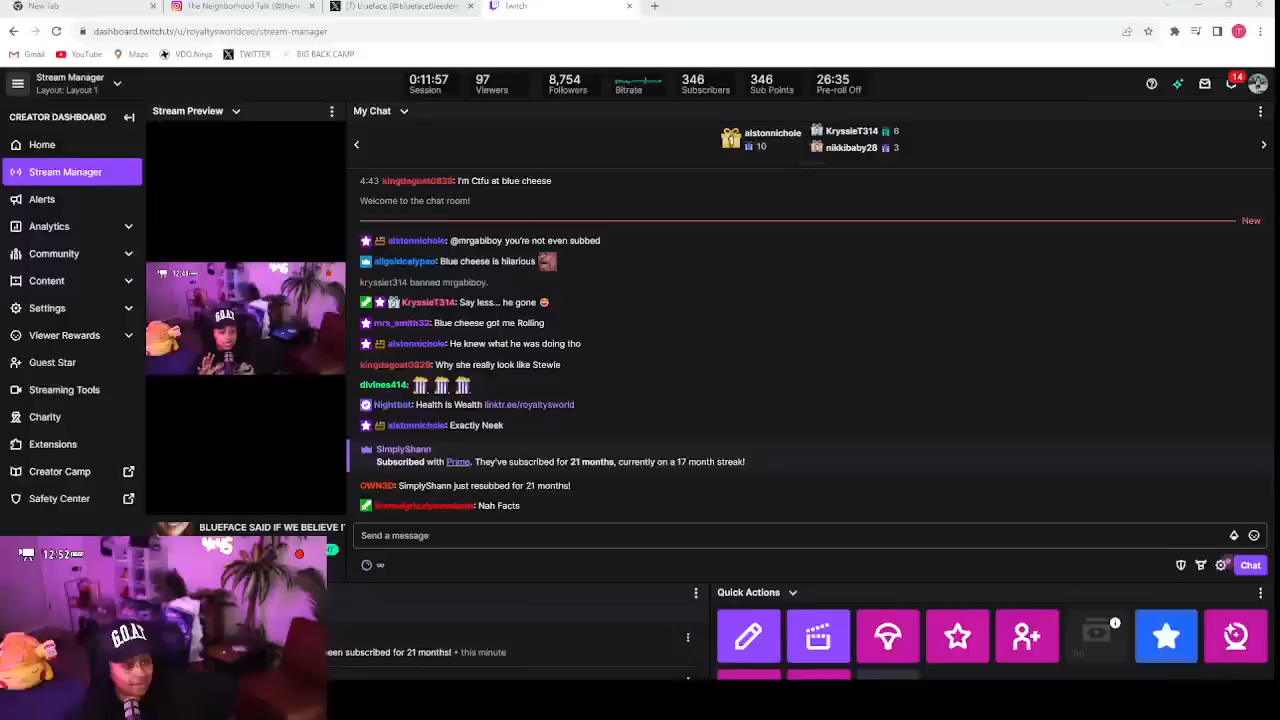 New Tab
The Neighborhood Talk (@then
blueface (@bluefacebleedem
Twitch
dashboard.twitch.tv/u/royaltysworldceo/stream-manager
T
Gmail
YouTube
Maps
VDO.Ninja
TWITTER
BIG BACK CAMP
Stream Manager
Layout: Layout 1
0:11:57
Session
97
Viewers
8,754
Followers
Bitrate
346
Subscribers
346
Sub Points
26:35
Pre-roll Off
14
CREATOR DASHBOARD
Home
Stream Manager
Alerts
Analytics
Community
Content
Settings
Viewer Rewards
Guest Star
Streaming Tools
Charity
Extensions
Creator Camp
Safety Center
Stream Preview
12:48
G.O.A.T
My Chat
1
alstonnichole
10
KryssieT314
6
nikkibaby28
3
4:43 kingdagoat0829: I'm Ctfu at blue cheese
Welcome to the chat room!
New
alstonnichole: @mrgabiboy you're not even subbed
allgoldcalypso: Blue cheese is hilarious
kryssiet314 banned mrgabiboy.
KryssieT314: Say less... he gone
mrs_smith32: Blue cheese got me Rolling
alstonnichole: He knew what he was doing tho
kingdagoat0829: Why she really look like Stewie
divines414:
Nightbot: Health Is Wealth linktr.ee/royaltysworld
alstonnichole: Exactly Neek
SimplyShann
Subscribed with Prime. They've subscribed for 21 months, currently on a 17 month streak!
OWN3D: SimplyShann just resubbed for 21 months!
Nah Facts
Send a message
Chat
BLUEFACE SAID IF WE BELIEVE I
12:52
G.O.A.T
een subscribed for 21 months! • this minute
Quick Actions
1m